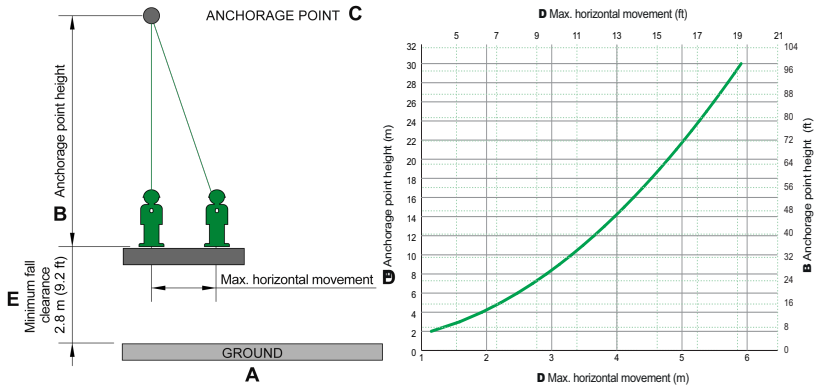 ANCHORAGE POINT C
Anchorage point height
B
Max. horizontal movement D
E
Minimum fall
clearance
2.8 m (9.2 ft)
GROUND
A
D Max. horizontal movement (ft)
5 7 9 11 13 15 17 19 21
32
30
28
26
24
22
20
18
16
14
12
10
8
6
4
2
0
B Anchorage point height (m)
104
96
88
80
72
64
56
48
40
32
24
16
8
0
B Anchorage point height (ft)
1 2 3 4 5 6
D Max. horizontal movement (m)